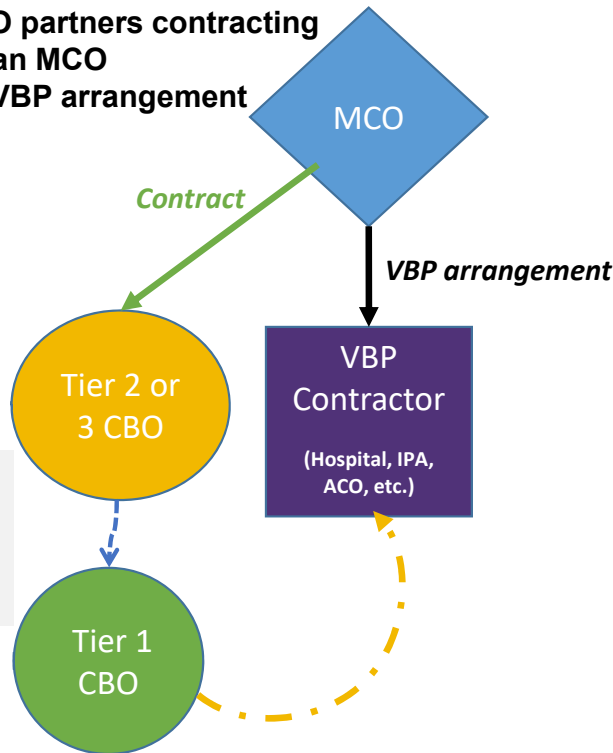 O partners contracting
an MCO
VBP arrangement
MCO
Contract
VBP arrangement
Tier 2 or
3 CBO
VBP
Contractor
(Hospital, IPA,
ACO, etc.)
Tier 1
CBO